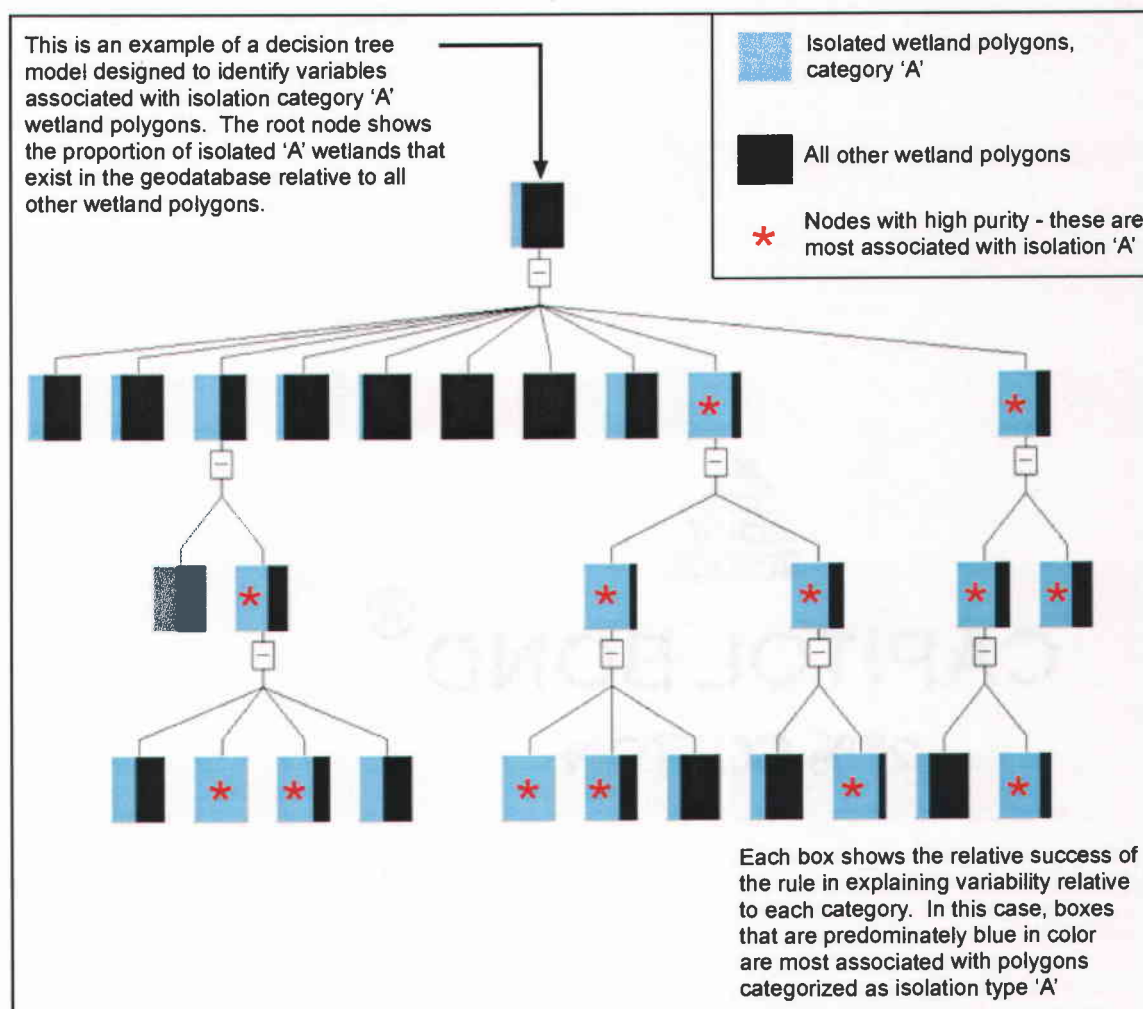 This is an example of a decision tree
model designed to identify variables
associated with isolation category ‘A’
wetland polygons. The root node shows
the proportion of isolated ‘A’ wetlands that
exist in the geodatabase relative to all
other wetland polygons.
Isolated wetland polygons,
category ‘A’
All other wetland polygons
* Nodes with high purity - these are
most associated with isolation ‘A’
Each box shows the relative success of
the rule in explaining variability relative
to each category. In this case, boxes
that are predominately blue in color
are most associated with polygons
categorized as isolation type ‘A’
CAPITOL BOND